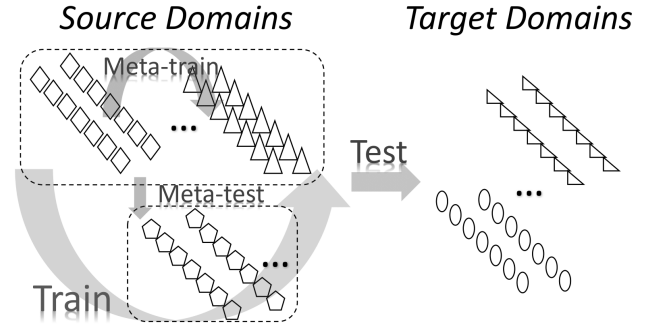 Source Domains
Target Domains
Meta-train
...
Test
Meta-test
...
...
Train